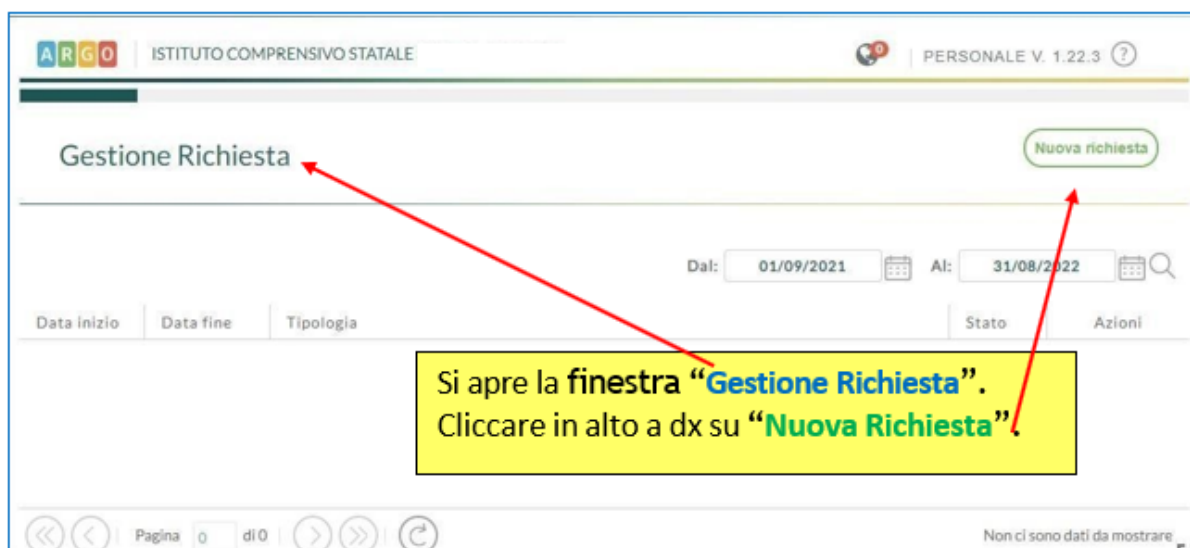 ARGO ISTITUTO COMPRENSIVO STATALE 0 PERSONALE V. 1.22.3 ?
Gestione Richiesta Nuova richiesta
Dal: 01/09/2021 Al: 31/08/2022
Data inizio Data fine Tipologia Stato Azioni
Si apre la finestra “Gestione Richiesta”.
Cliccare in alto a dx su “Nuova Richiesta”.
Pagina 0 di 0 Non ci sono dati da mostrare